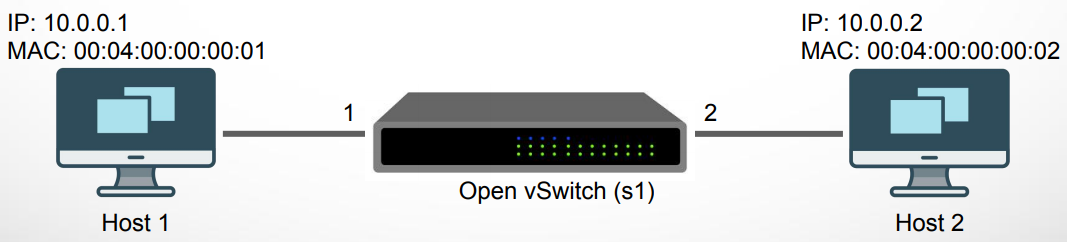 IP: 10.0.0.1
MAC: 00:04:00:00:00:01
IP: 10.0.0.2
MAC: 00:04:00:00:00:02
1
2
Open vSwitch (s1)
Host 1
Host 2